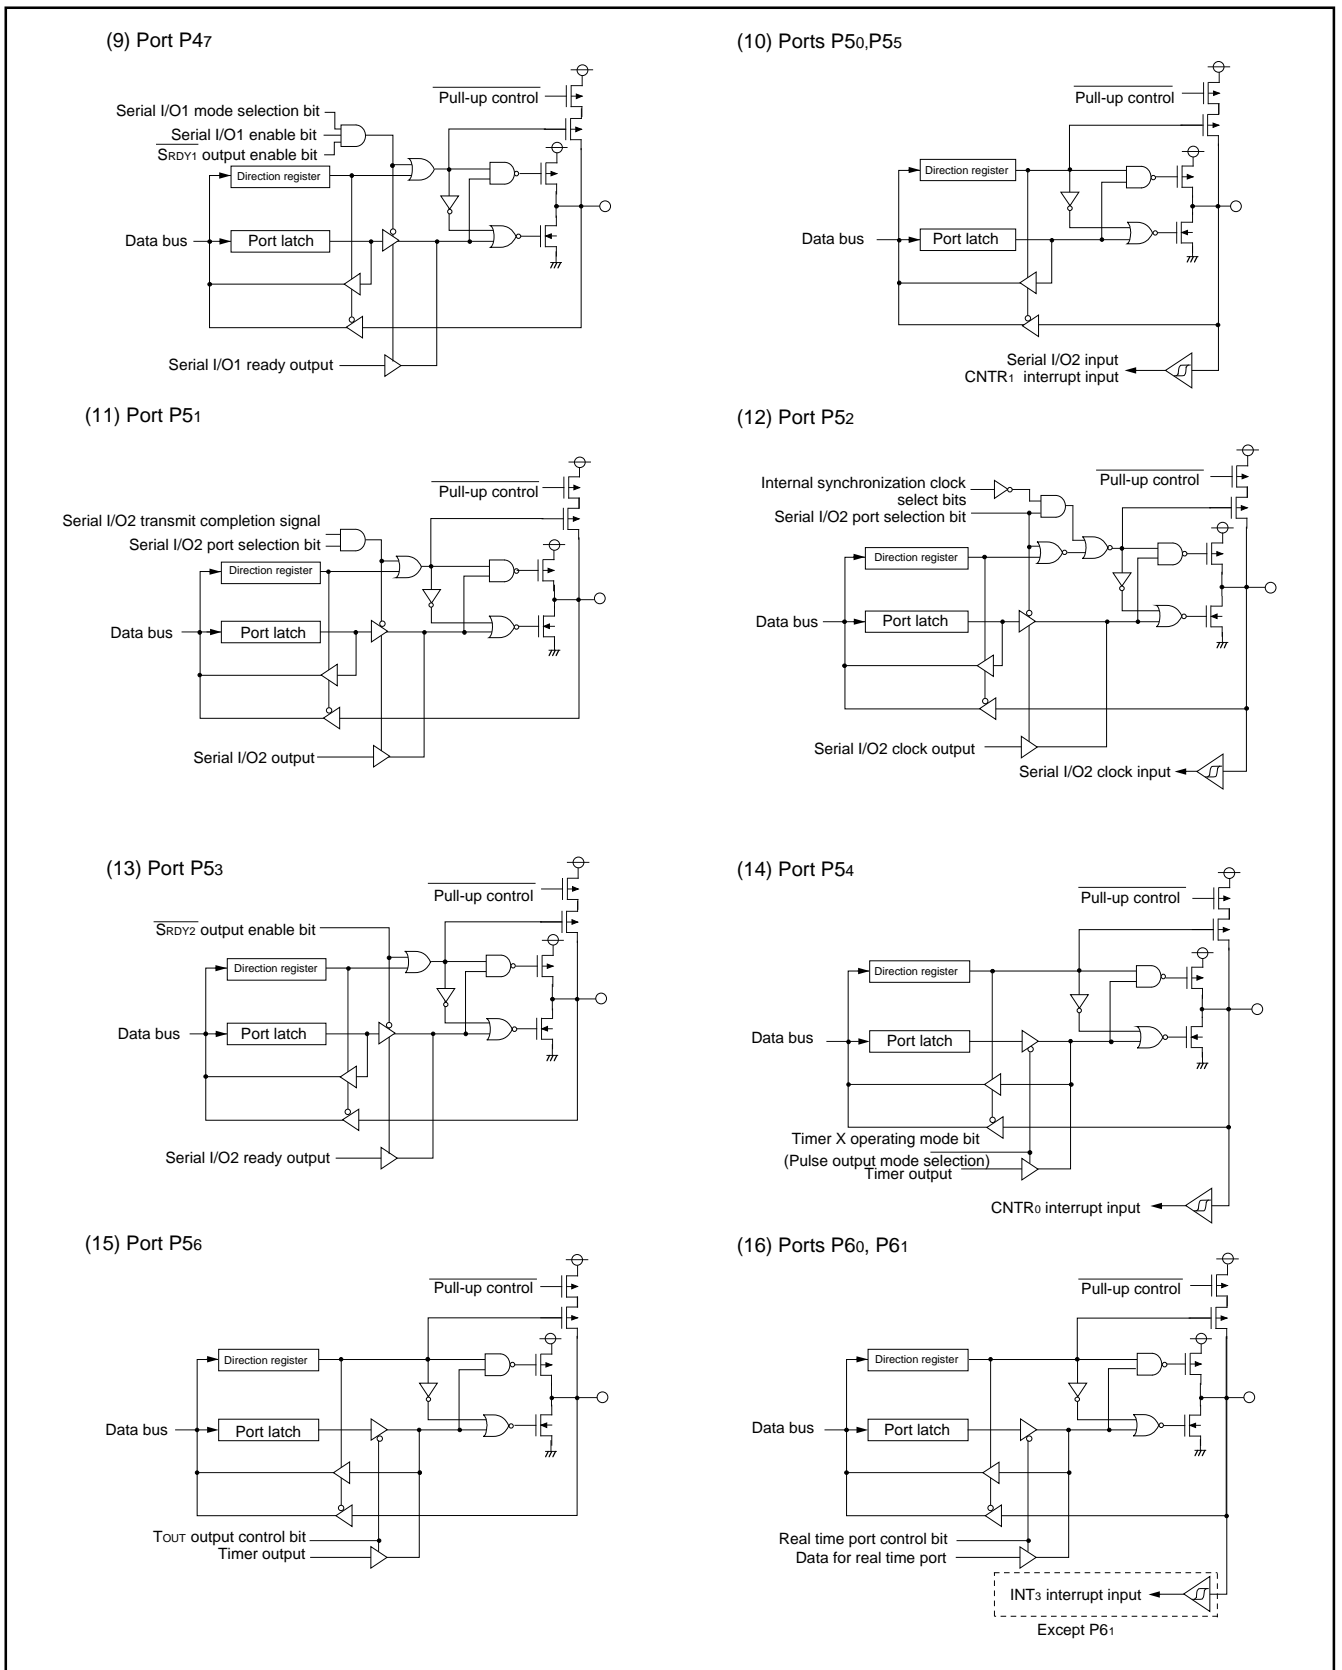 (9) Port P47
Pull-up control
Serial I/O1 mode selection bit
Serial I/O1 enable bit
SRDY1 output enable bit
Direction register
Data bus
Port latch
Serial I/O1 ready output
(10) Ports P50,P55
Pull-up control
Direction register
Data bus
Port latch
Serial I/O2 input
CNTR1 interrupt input
(11) Port P51
Pull-up control
Serial I/O2 transmit completion signal
Serial I/O2 port selection bit
Direction register
Data bus
Port latch
Serial I/O2 output
(12) Port P52
Pull-up control
Internal synchronization clock
select bits
Serial I/O2 port selection bit
Direction register
Data bus
Port latch
Serial I/O2 clock output
Serial I/O2 clock input
(13) Port P53
Pull-up control
SRDY2 output enable bit
Direction register
Data bus
Port latch
Serial I/O2 ready output
(14) Port P54
Pull-up control
Direction register
Data bus
Port latch
Timer X operating mode bit
(Pulse output mode selection)
Timer output
CNTR0 interrupt input
(15) Port P56
Pull-up control
Direction register
Data bus
Port latch
TOUT output control bit
Timer output
(16) Ports P60, P61
Pull-up control
Direction register
Data bus
Port latch
Real time port control bit
Data for real time port
INT3 interrupt input
Except P61